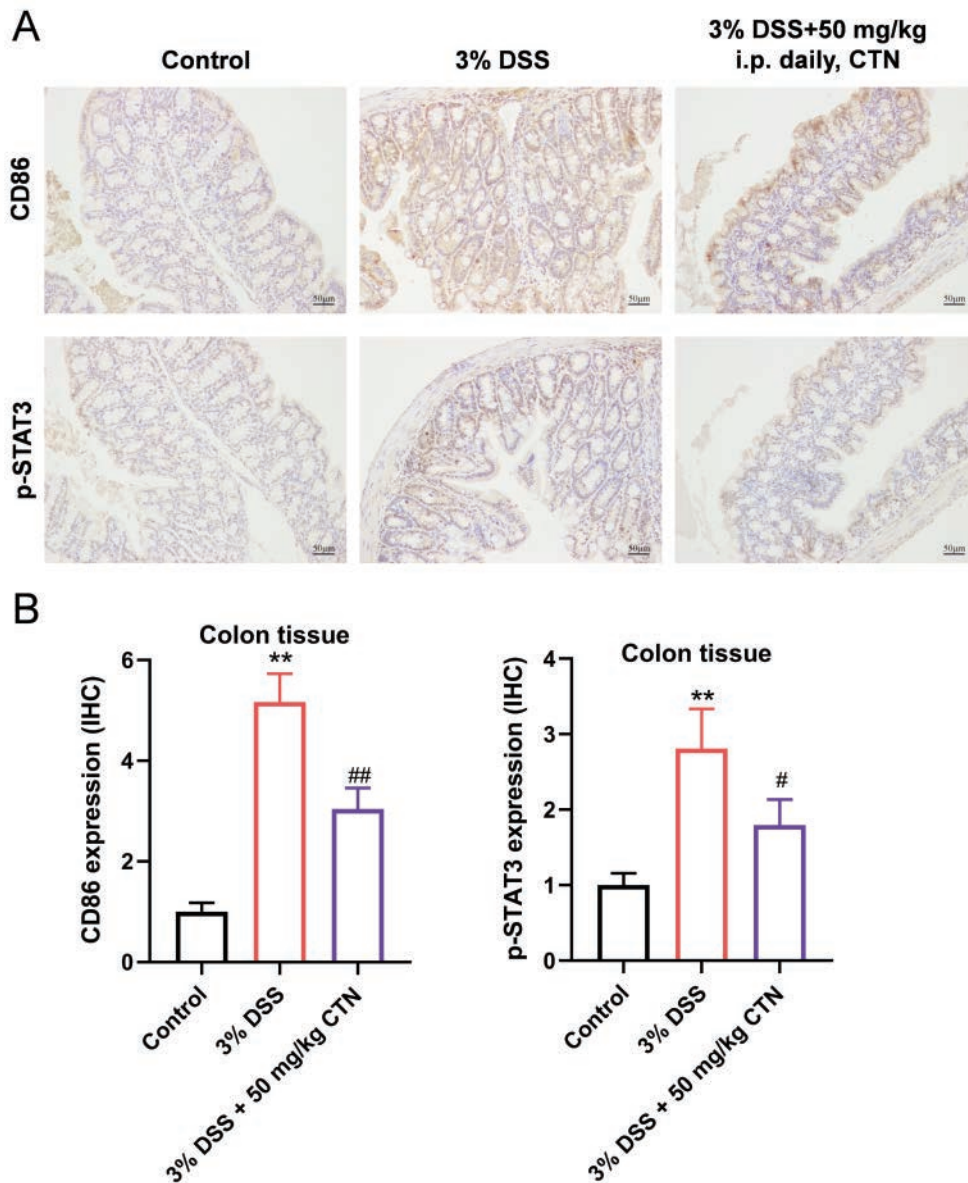 A
Control
3% DSS
3% DSS+50 mg/kg
i.p. daily, CTN
CD86
50μm
50μm
50μm
p-STAT3
50μm
50μm
50μm
B
Colon tissue
CD86 expression (IHC)
6
4
2
0
**
##
Control
3% DSS
3% DSS + 50 mg/kg CTN
Colon tissue
p-STAT3 expression (IHC)
4
3
2
1
0
**
#
Control
3% DSS
3% DSS + 50 mg/kg CTN